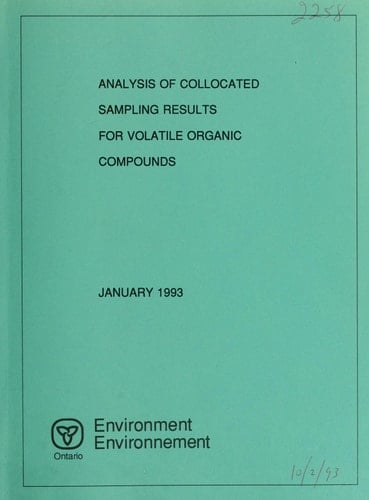 2258
ANALYSIS OF COLLOCATED
SAMPLING RESULTS
FOR VOLATILE ORGANIC
COMPOUNDS
JANUARY 1993
Environment
Environnement
Ontario
10/2/93